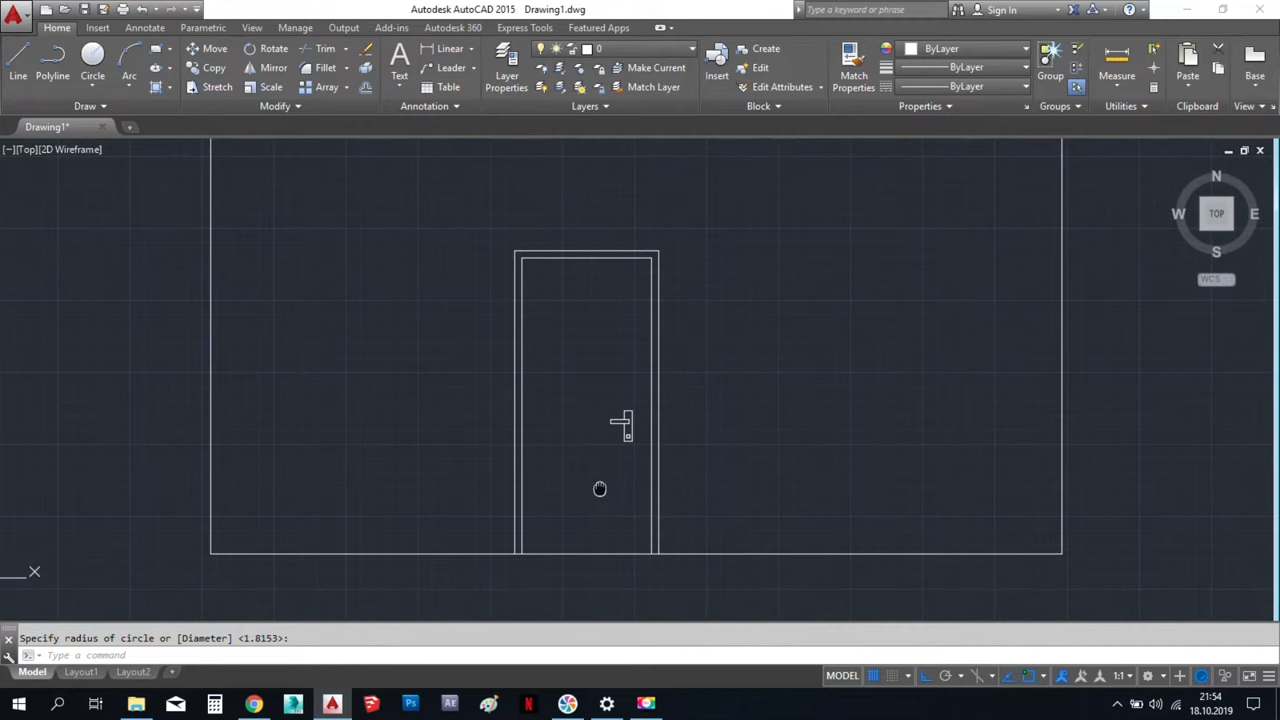 Autodesk AutoCAD 2015 Drawing1.dwg
Type a keyword or phrase
Sign In
Home Insert Annotate Parametric View Manage Output Add-ins Autodesk 360 Express Tools Featured Apps
Line Polyline Circle Arc
Move Rotate Trim
Copy Mirror Fillet
Stretch Scale Array
Text
Linear
Leader
Table
Layer Properties
0
Make Current
Match Layer
Insert
Create
Edit
Edit Attributes
Match Properties
ByLayer
ByLayer
ByLayer
Group
Measure
Paste
Base
Draw Modify Annotation Layers Block Properties Groups Utilities Clipboard View
Drawing1*
[−][Top][2D Wireframe]
N
W TOP E
S
WCS
X
Specify radius of circle or [Diameter] <1.8153>:
Type a command
Model Layout1 Layout2 +
MODEL 1:1
Ps N Ae
21:54
18.10.2019